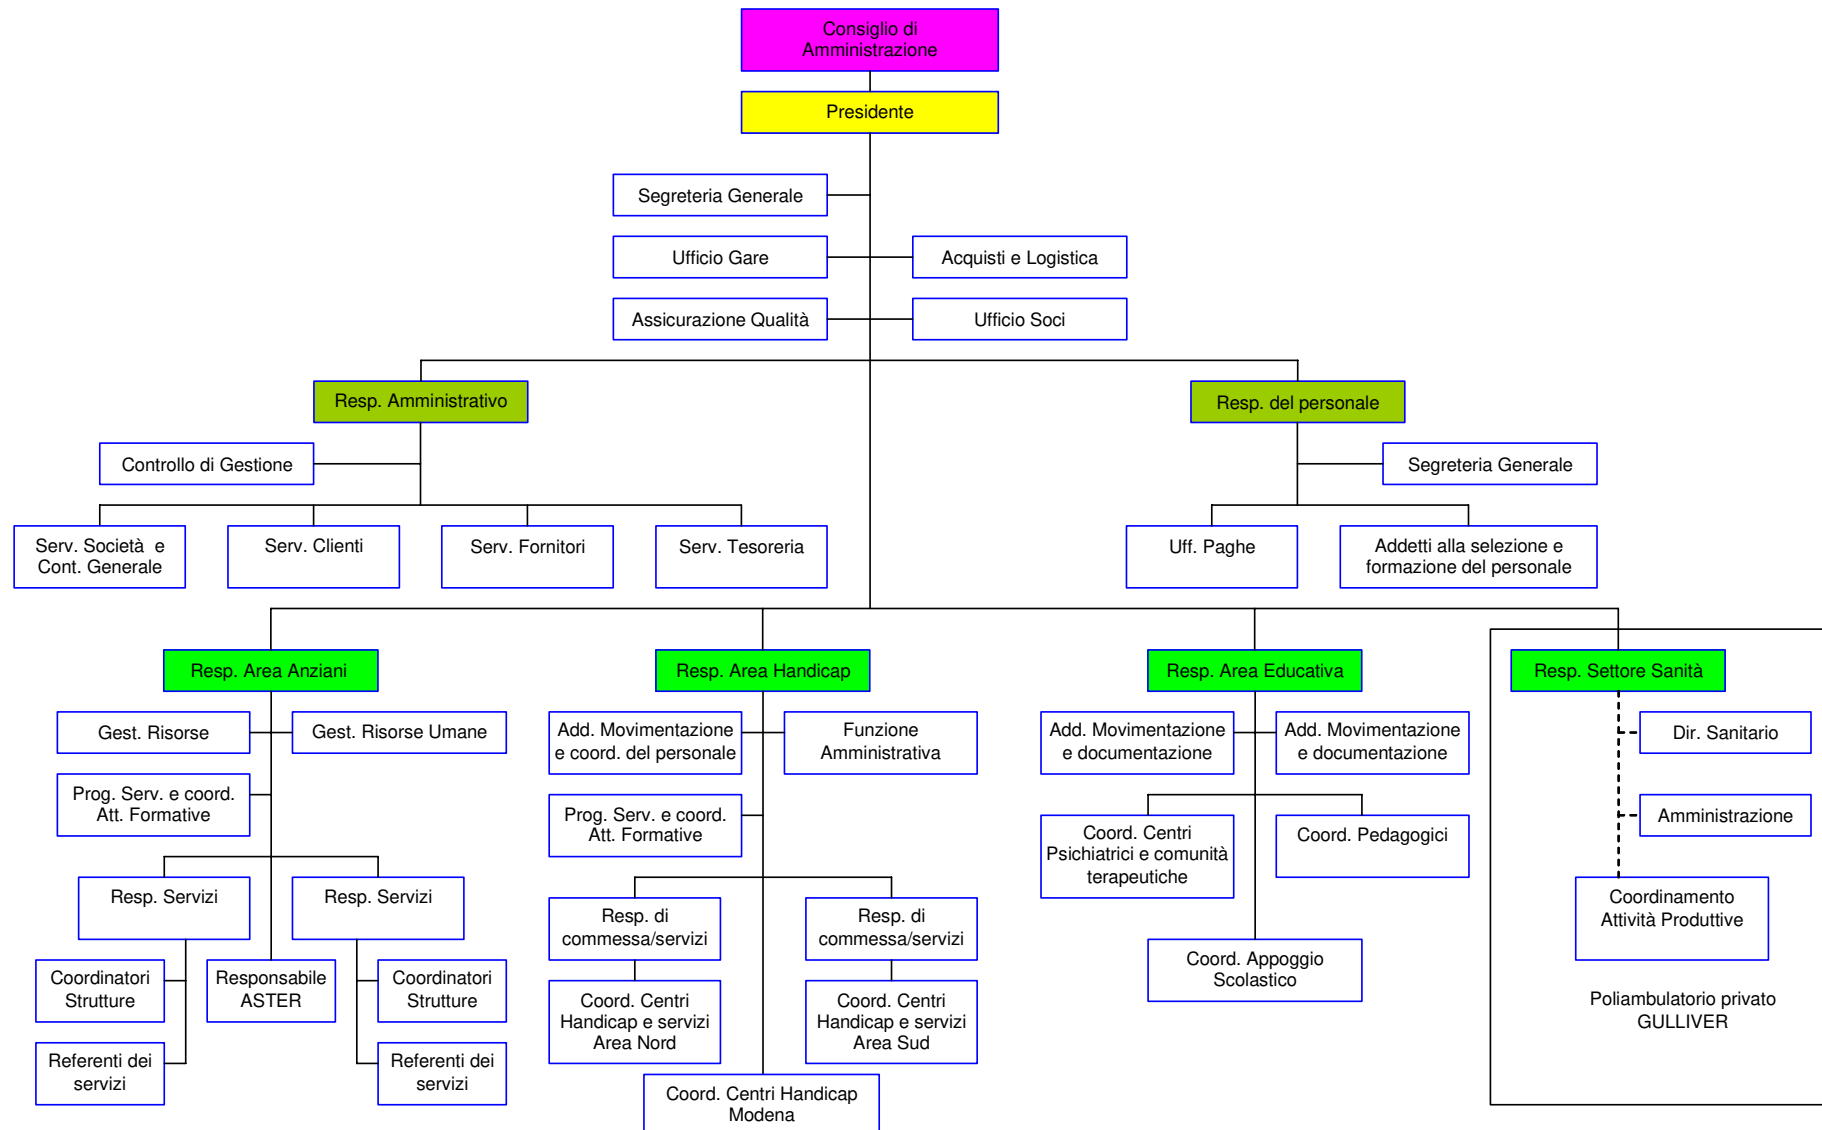 Consiglio di
Amministrazione
Presidente
Segreteria Generale
Ufficio Gare
Acquisti e Logistica
Assicurazione Qualità
Ufficio Soci
Resp. Amministrativo
Resp. del personale
Controllo di Gestione
Segreteria Generale
Serv. Società e
Cont. Generale
Serv. Clienti
Serv. Fornitori
Serv. Tesoreria
Uff. Paghe
Addetti alla selezione e
formazione del personale
Resp. Area Anziani
Resp. Area Handicap
Resp. Area Educativa
Resp. Settore Sanità
Gest. Risorse
Gest. Risorse Umane
Add. Movimentazione
e coord. del personale
Funzione
Amministrativa
Add. Movimentazione
e documentazione
Add. Movimentazione
e documentazione
Dir. Sanitario
Prog. Serv. e coord.
Att. Formative
Prog. Serv. e coord.
Att. Formative
Coord. Centri
Psichiatrici e comunità
terapeutiche
Coord. Pedagogici
Amministrazione
Resp. Servizi
Resp. Servizi
Resp. di
commessa/servizi
Resp. di
commessa/servizi
Coordinamento
Attività Produttive
Coordinatori
Strutture
Responsabile
ASTER
Coordinatori
Strutture
Coord. Centri
Handicap e servizi
Area Nord
Coord. Centri
Handicap e servizi
Area Sud
Coord. Appoggio
Scolastico
Poliambulatorio privato
GULLIVER
Referenti dei
servizi
Referenti dei
servizi
Coord. Centri Handicap
Modena